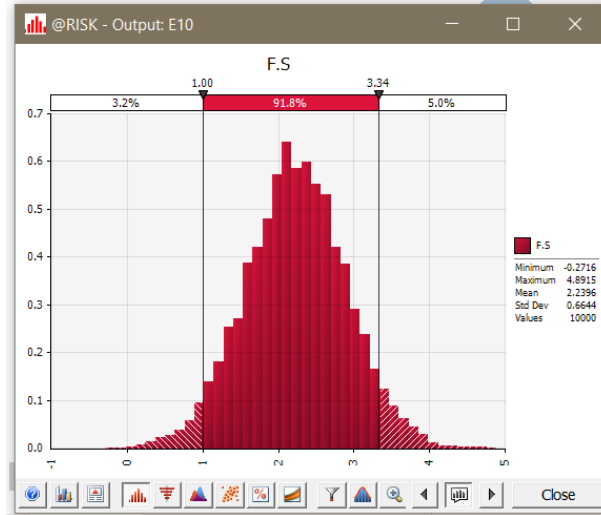 @RISK - Output: E10
F.S
1.00 3.34
3.2% 91.8% 5.0%
0.7
0.6
0.5
0.4
0.3
0.2
0.1
0.0
-1 0 1 2 3 4 5
F.S
Minimum -0.2716
Maximum 4.8915
Mean 2.2396
Std Dev 0.6644
Values 10000
Close